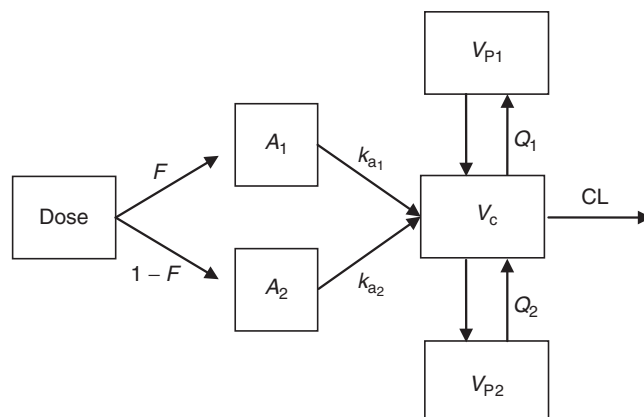 V_P1
A_1
F
k_a1
Q_1
Dose
V_c
CL
1 – F
A_2
k_a2
Q_2
V_P2